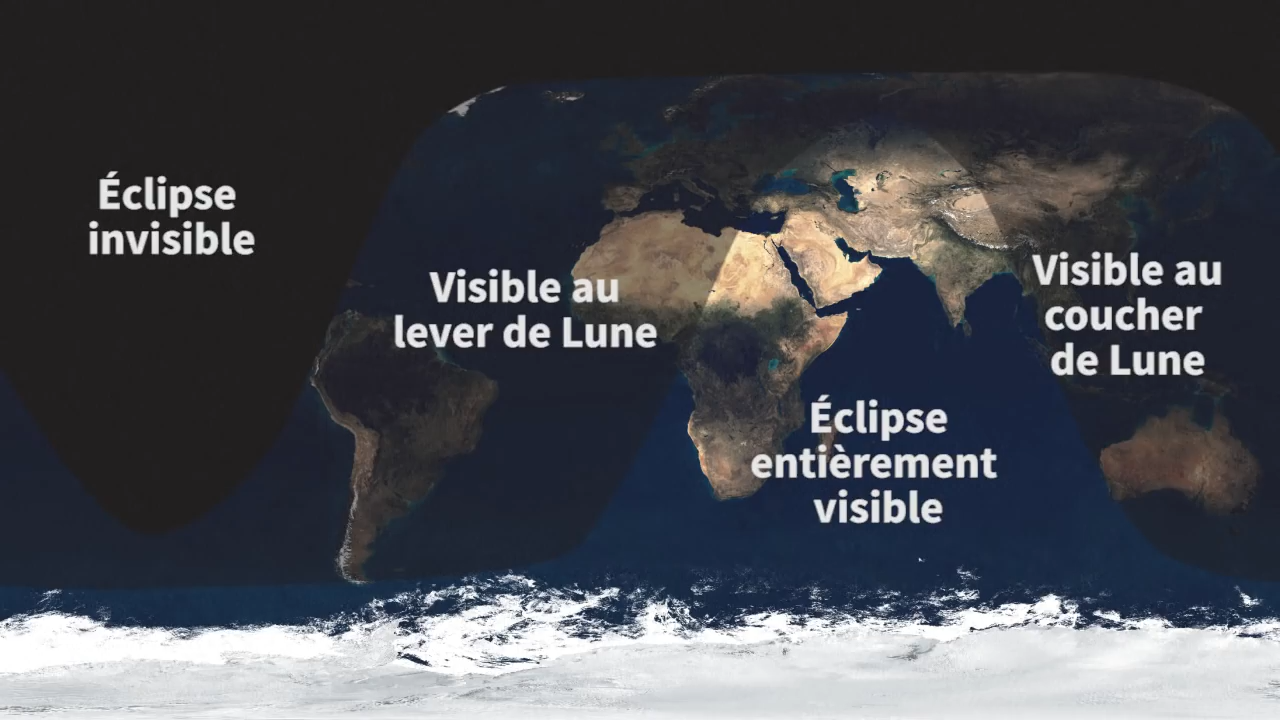 Éclipse
invisible
Visible au
lever de Lune
Éclipse
entièrement
visible
Visible au
coucher
de Lune